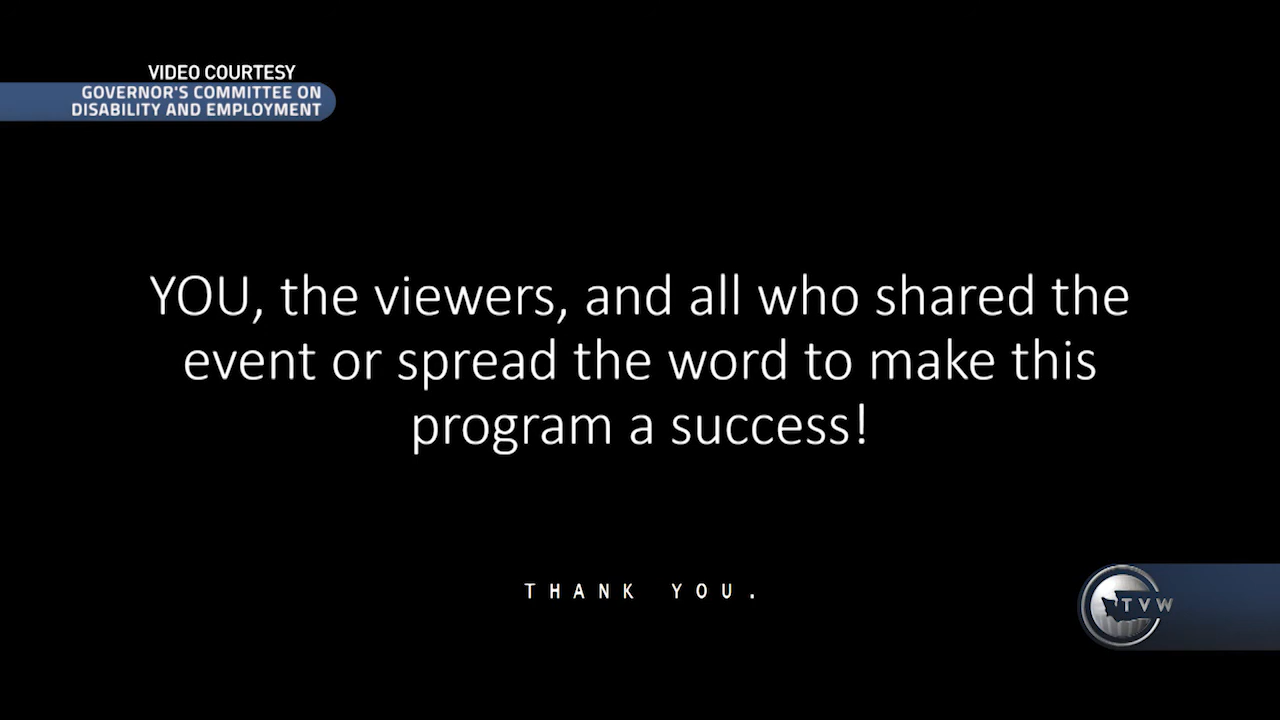 VIDEO COURTESY
GOVERNOR'S COMMITTEE ON
DISABILITY AND EMPLOYMENT
YOU, the viewers, and all who shared the
event or spread the word to make this
program a success!
THANK YOU.
TVW